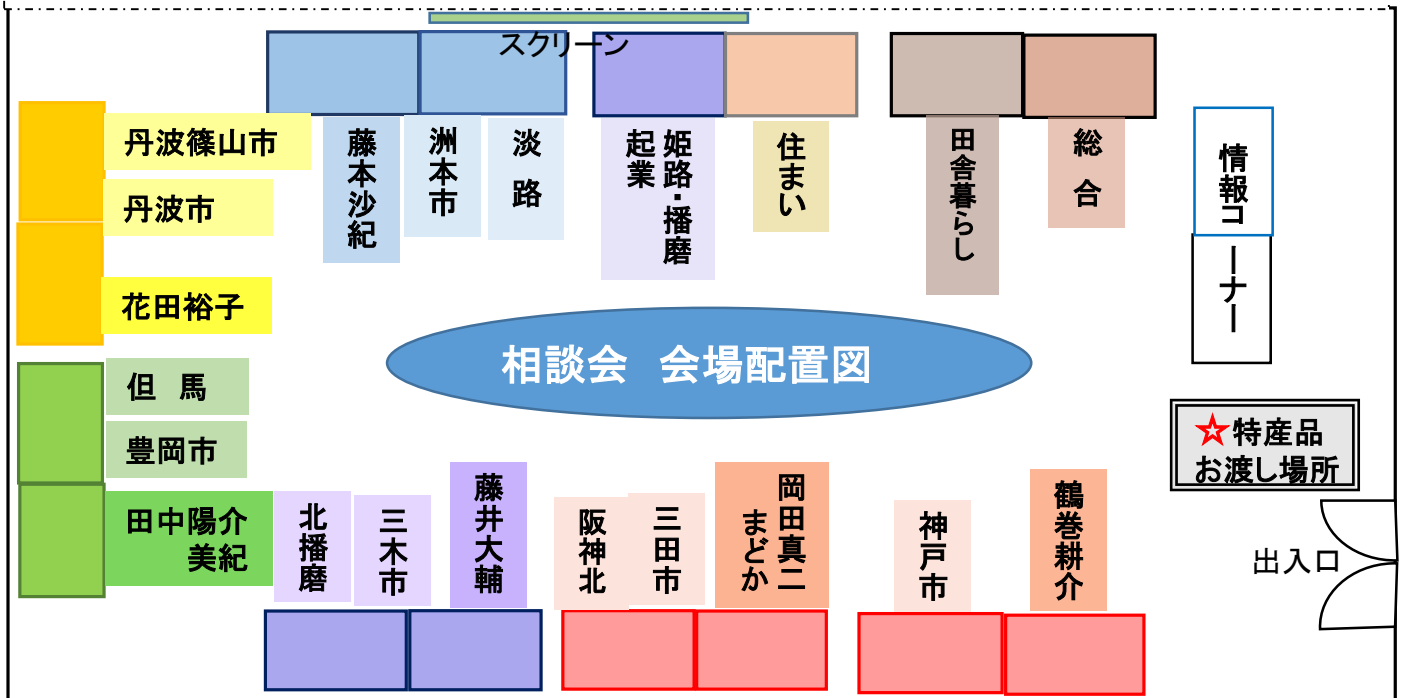 スクリーン
丹波篠山市
丹波市
花田裕子
但 馬
豊岡市
田中陽介
美紀
藤本沙紀
洲本市
淡 路
姫路・播磨
起業
住まい
田舎暮らし
総 合
情報コーナー
相談会 会場配置図
☆特産品
お渡し場所
出入口
北播磨
三木市
藤井大輔
阪神北
三田市
岡田真二
まどか
神戸市
鶴巻耕介